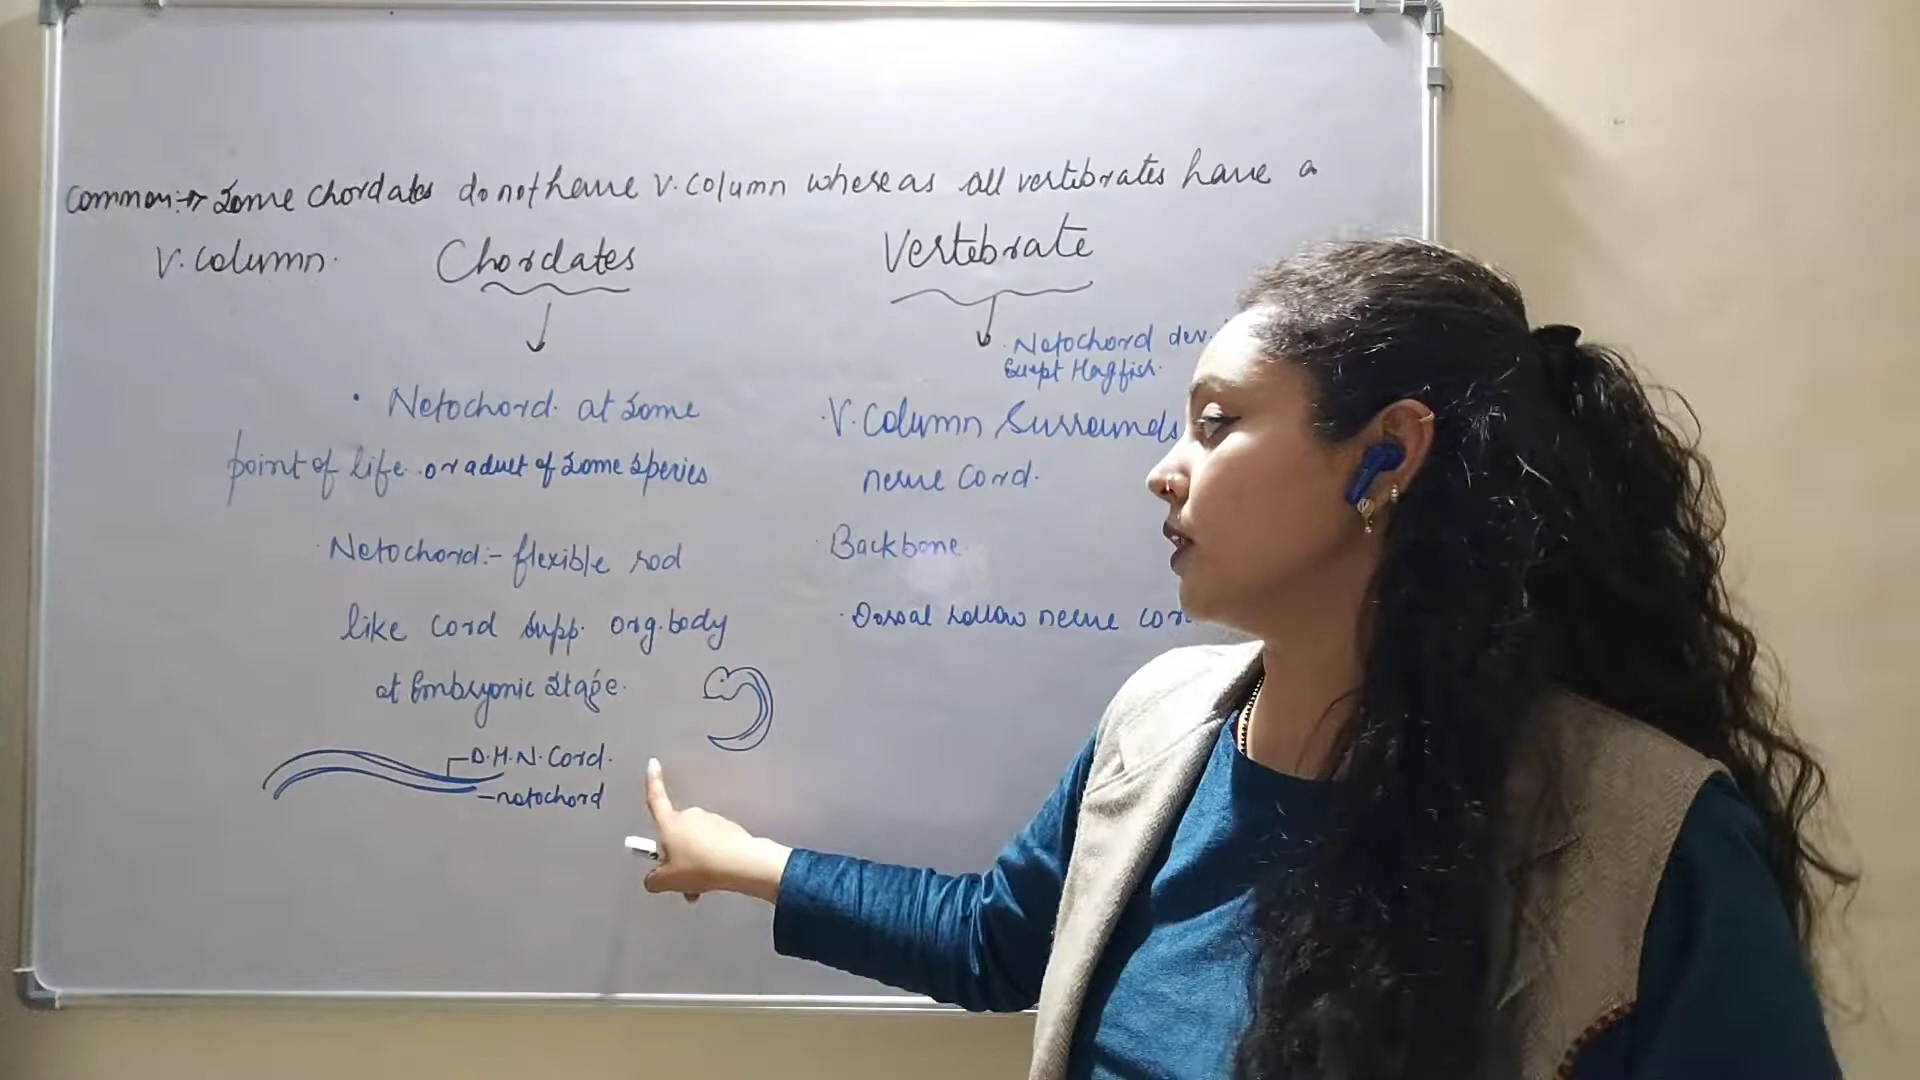 Common:→ Some chordates do not have V. Column whereas all vertibrates have a
V. Column.
Chordates
• Notochord. at some
point of life. or adult of some species
· Notochord:- flexible rod
like cord supp. org. body
at Embryonic stage.
D.H.N. Cord.
notochord
Vertebrate
· Notochord dev.
Except Hagfish.
· V. Column Surrounds
nerve cord.
· Backbone.
· Dorsal hollow nerve